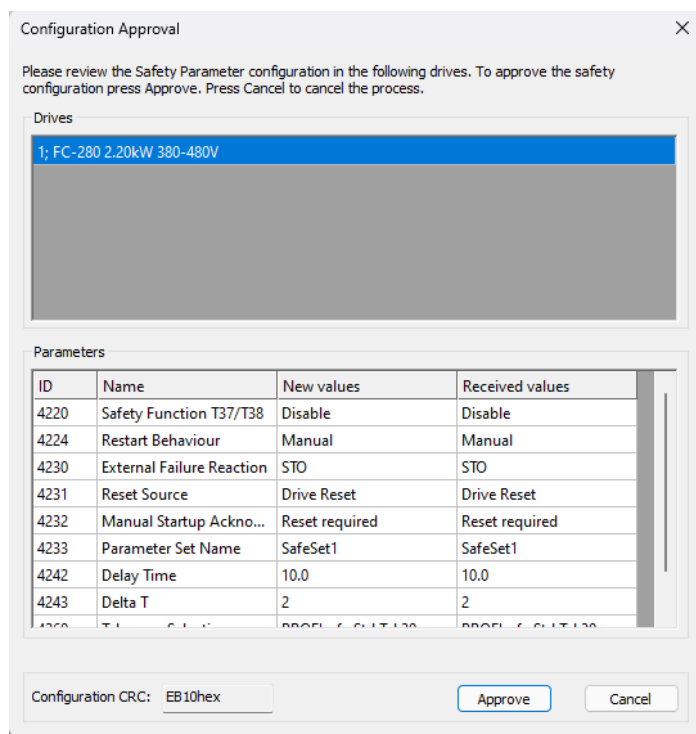 Configuration Approval
Please review the Safety Parameter configuration in the following drives. To approve the safety
configuration press Approve. Press Cancel to cancel the process.
Drives
1; FC-280 2.20kW 380-480V
Parameters
ID Name New values Received values
4220 Safety Function T37/T38 Disable Disable
4224 Restart Behaviour Manual Manual
4230 External Failure Reaction STO STO
4231 Reset Source Drive Reset Drive Reset
4232 Manual Startup Ackno... Reset required Reset required
4233 Parameter Set Name SafeSet1 SafeSet1
4242 Delay Time 10.0 10.0
4243 Delta T 2 2
Configuration CRC: EB10hex Approve Cancel